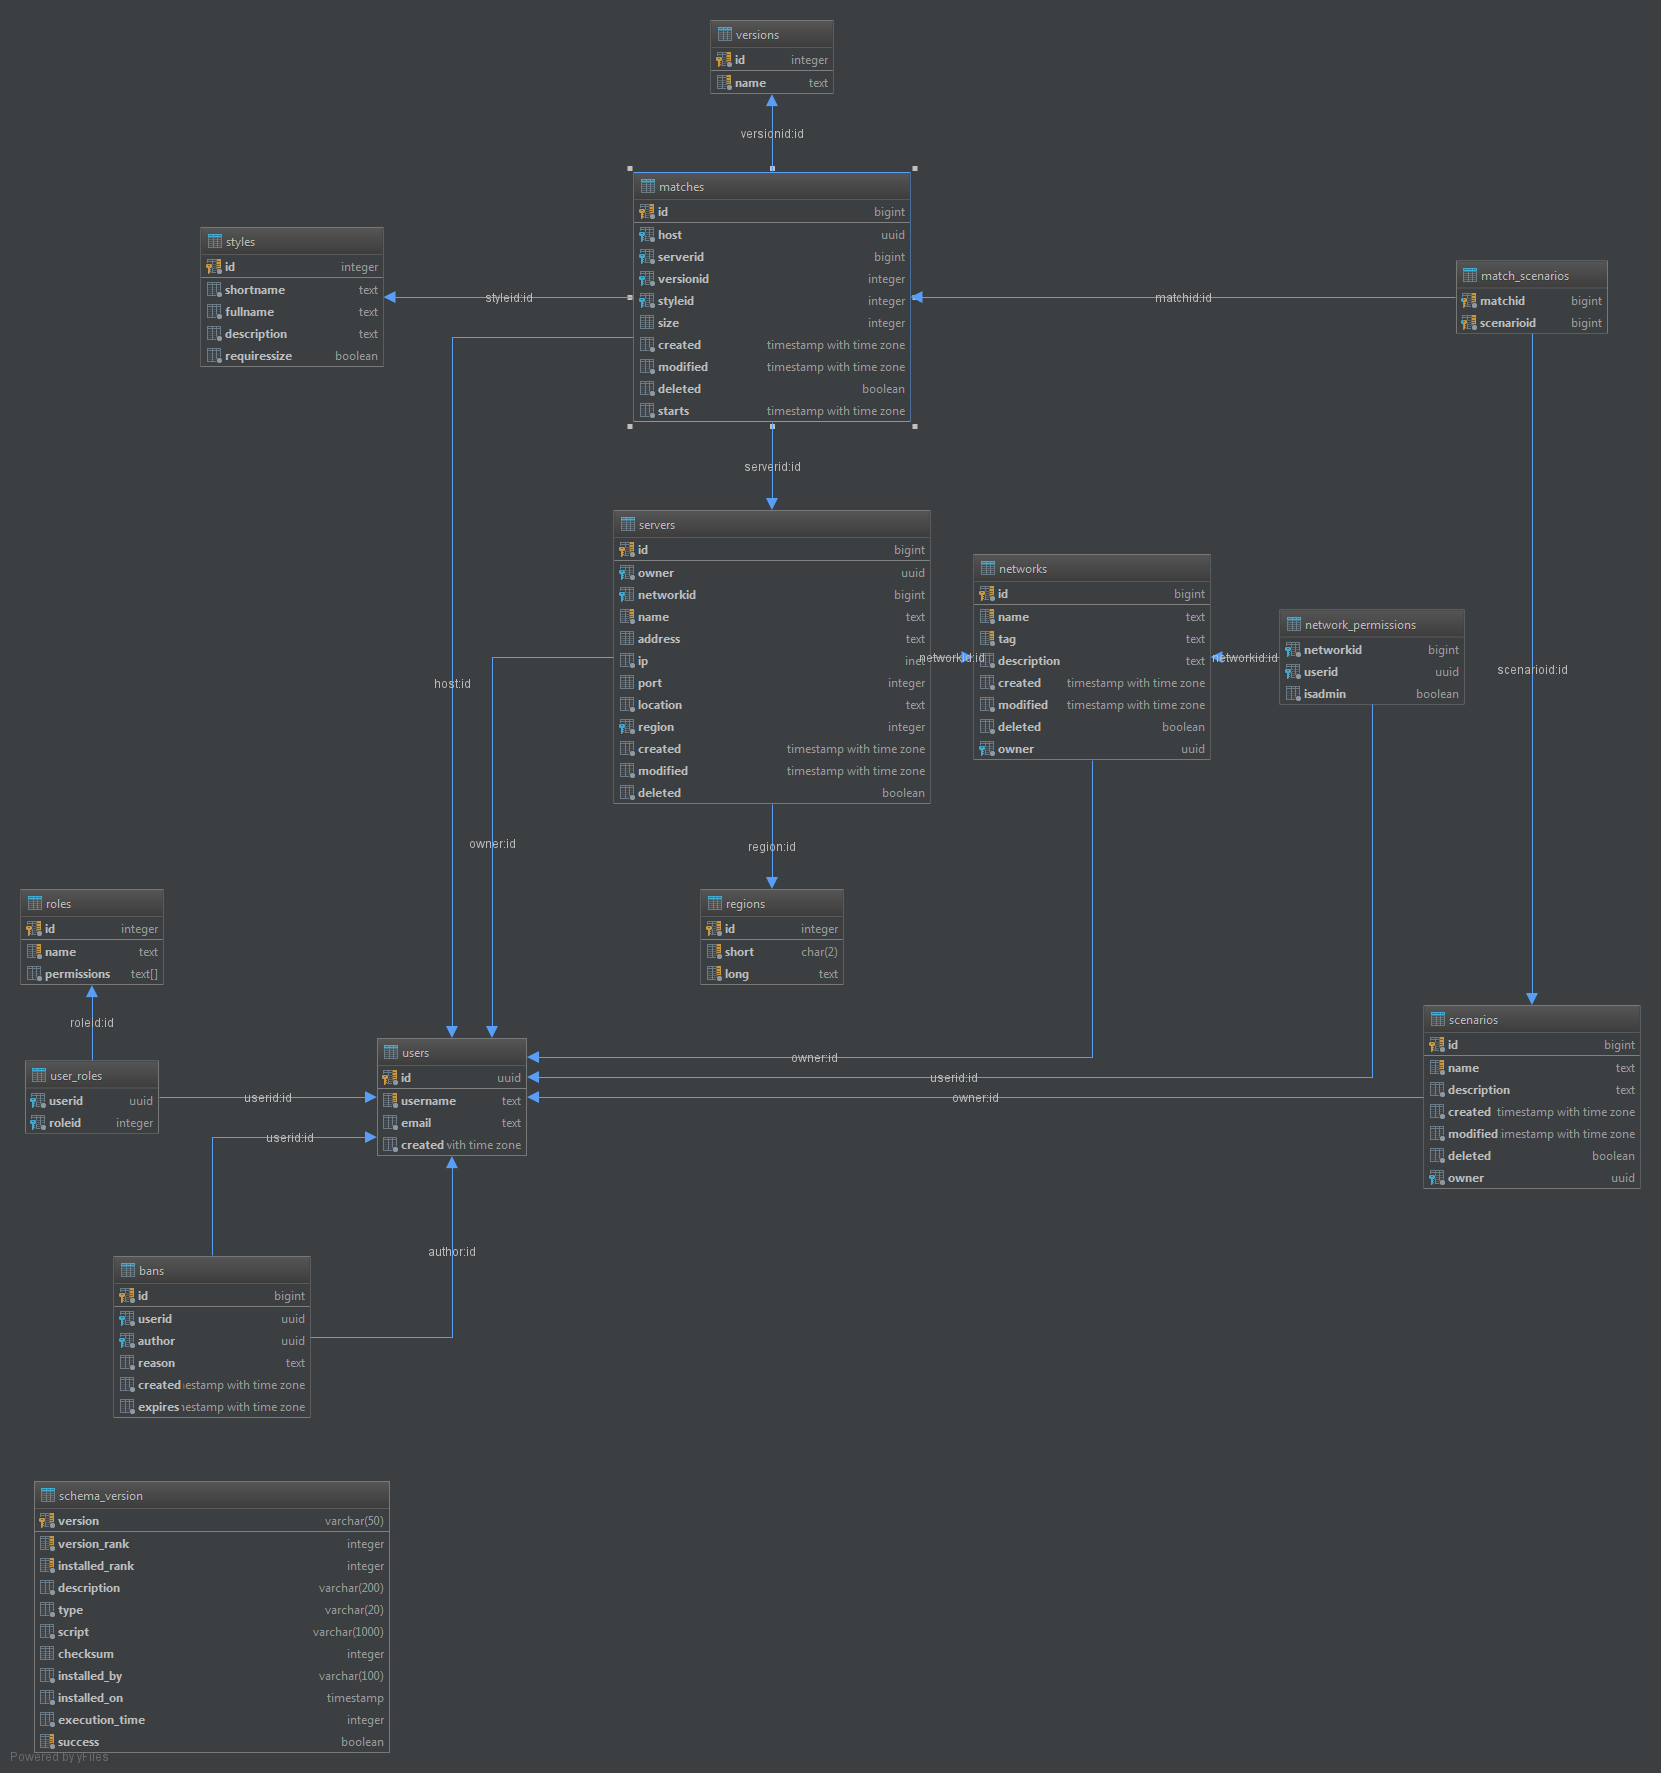 versions
id integer
name text
versionid:id
matches
id bigint
host uuid
serverid bigint
versionid integer
styleid integer
size integer
created timestamp with time zone
modified timestamp with time zone
deleted boolean
starts timestamp with time zone
styles
id integer
shortname text
fullname text
description text
requiressize boolean
styleid:id
matchid:id
match_scenarios
matchid bigint
scenarioid bigint
serverid:id
servers
id bigint
owner uuid
networkid bigint
name text
address text
ip inet
port integer
location text
region integer
created timestamp with time zone
modified timestamp with time zone
deleted boolean
networkid:id
networks
id bigint
name text
tag text
description text
created timestamp with time zone
modified timestamp with time zone
deleted boolean
owner uuid
networkid:id
network_permissions
networkid bigint
userid uuid
isadmin boolean
scenarioid:id
host:id
owner:id
region:id
roles
id integer
name text
permissions text[]
roleid:id
regions
id integer
short char(2)
long text
user_roles
userid uuid
roleid integer
userid:id
userid:id
users
id uuid
username text
email text
created vith time zone
owner:id
userid:id
owner:id
scenarios
id bigint
name text
description text
created timestamp with time zone
modified imestamp with time zone
deleted boolean
owner uuid
author:id
bans
id bigint
userid uuid
author uuid
reason text
created estamp with time zone
expires nestamp with time zone
schema_version
version varchar(50)
version_rank integer
installed_rank integer
description varchar(200)
type varchar(20)
script varchar(1000)
checksum integer
installed_by varchar(100)
installed_on timestamp
execution_time integer
success boolean
Powered by yFiles